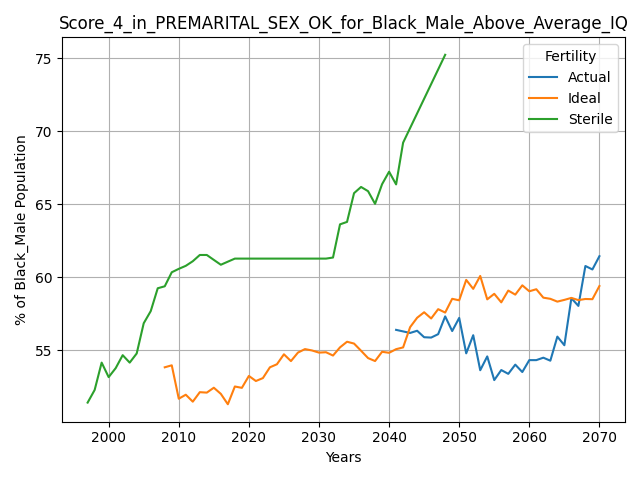 Score_4_in_PREMARITAL_SEX_OK_for_Black_Male_Above_Average_IQ
Fertility
Actual
Ideal
Sterile
% of Black_Male Population
75
70
65
60
55
2000 2010 2020 2030 2040 2050 2060 2070
Years